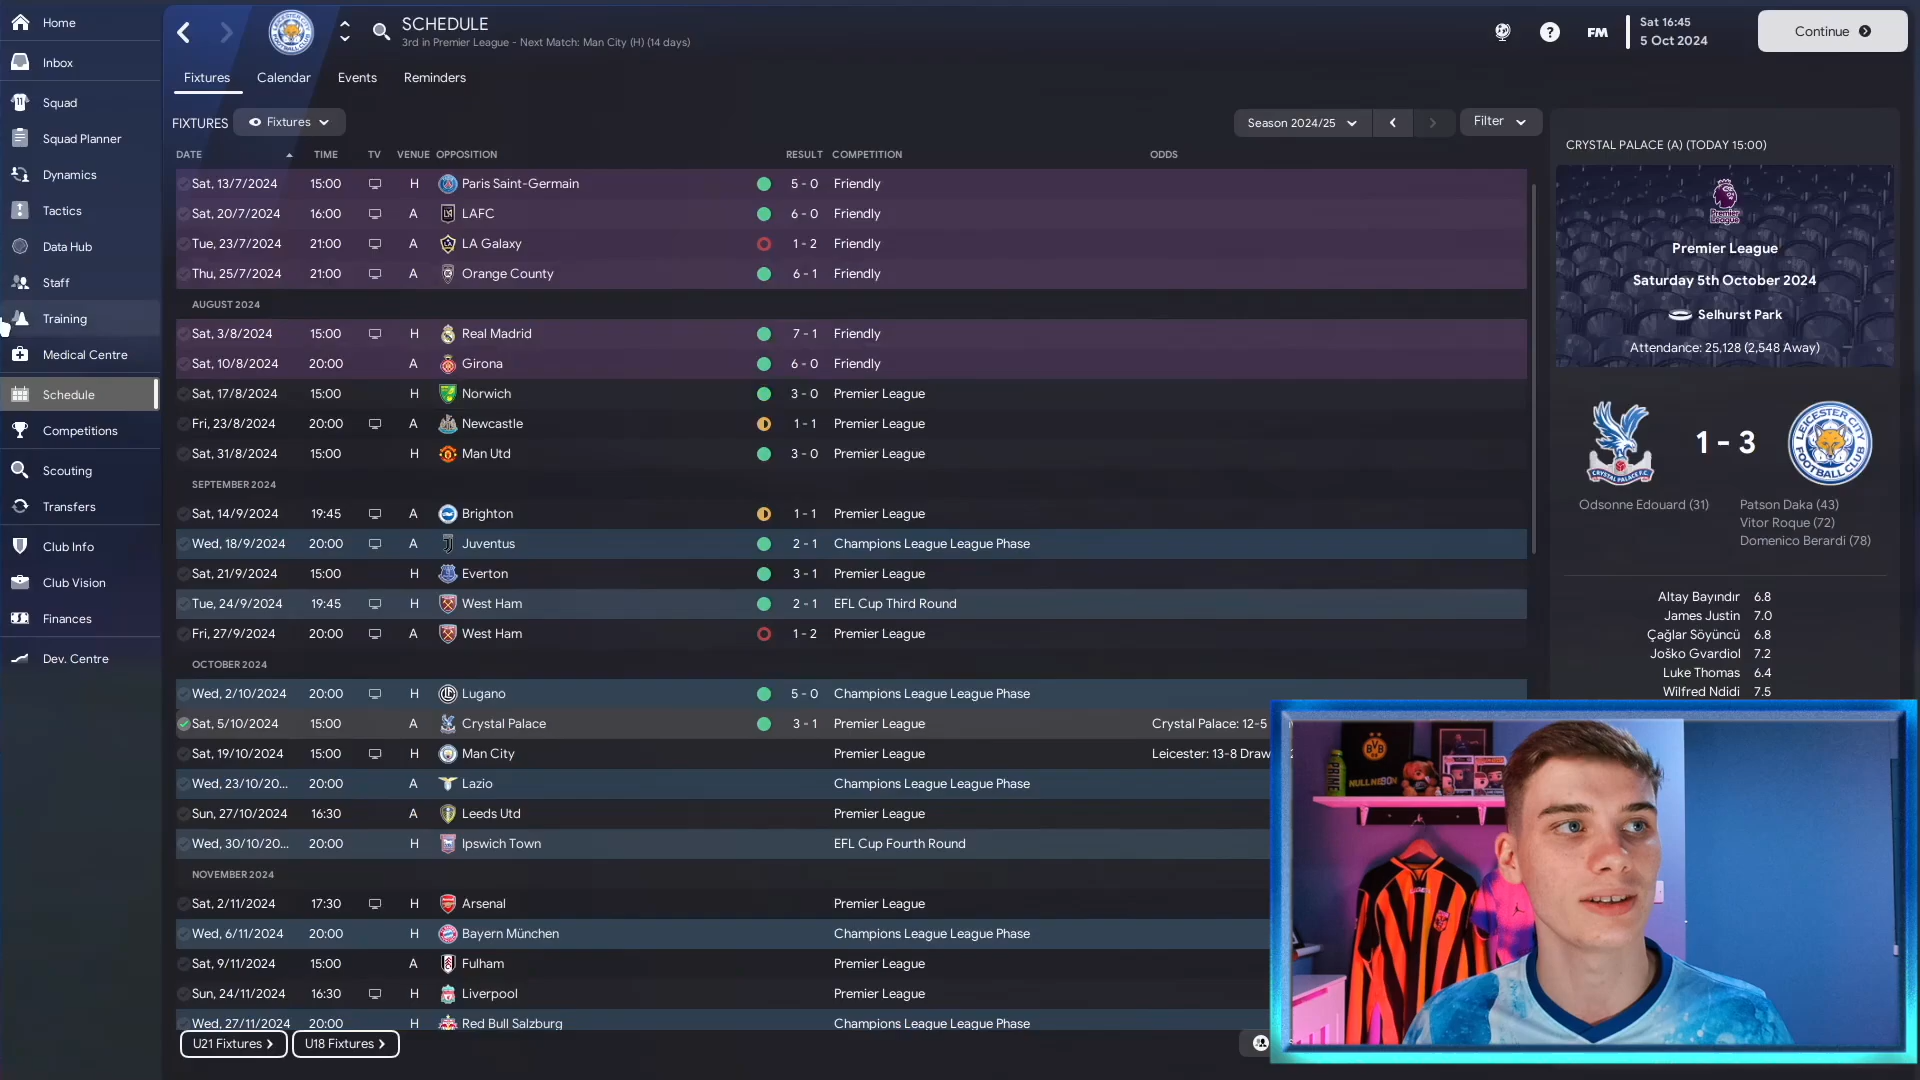 Home
Inbox
Squad
Squad Planner
Dynamics
Tactics
Data Hub
Staff
Training
Medical Centre
Schedule
Competitions
Scouting
Transfers
Club Info
Club Vision
Finances
Dev. Centre
SCHEDULE
3rd in Premier League - Next Match: Man City (H) (14 days)
FM
Sat 16:45
5 Oct 2024
Continue
Fixtures Calendar Events Reminders
FIXTURES Fixtures
Season 2024/25 Filter
DATE TIME TV VENUE OPPOSITION RESULT COMPETITION ODDS
Sat, 13/7/2024 15:00 H Paris Saint-Germain 5 - 0 Friendly
Sat, 20/7/2024 16:00 A LAFC 6 - 0 Friendly
Tue, 23/7/2024 21:00 A LA Galaxy 1 - 2 Friendly
Thu, 25/7/2024 21:00 A Orange County 6 - 1 Friendly
AUGUST 2024
Sat, 3/8/2024 15:00 H Real Madrid 7 - 1 Friendly
Sat, 10/8/2024 20:00 A Girona 6 - 0 Friendly
Sat, 17/8/2024 15:00 H Norwich 3 - 0 Premier League
Fri, 23/8/2024 20:00 A Newcastle 1 - 1 Premier League
Sat, 31/8/2024 15:00 H Man Utd 3 - 0 Premier League
SEPTEMBER 2024
Sat, 14/9/2024 19:45 A Brighton 1 - 1 Premier League
Wed, 18/9/2024 20:00 A Juventus 2 - 1 Champions League League Phase
Sat, 21/9/2024 15:00 H Everton 3 - 1 Premier League
Tue, 24/9/2024 19:45 H West Ham 2 - 1 EFL Cup Third Round
Fri, 27/9/2024 20:00 A West Ham 1 - 2 Premier League
OCTOBER 2024
Wed, 2/10/2024 20:00 H Lugano 5 - 0 Champions League League Phase
Sat, 5/10/2024 15:00 A Crystal Palace 3 - 1 Premier League Crystal Palace: 12-5
Sat, 19/10/2024 15:00 H Man City Premier League Leicester: 13-8 Draw
Wed, 23/10/20... 20:00 A Lazio Champions League League Phase
Sun, 27/10/2024 16:30 A Leeds Utd Premier League
Wed, 30/10/20... 20:00 H Ipswich Town EFL Cup Fourth Round
NOVEMBER 2024
Sat, 2/11/2024 17:30 H Arsenal Premier League
Wed, 6/11/2024 20:00 H Bayern München Champions League League Phase
Sat, 9/11/2024 15:00 A Fulham Premier League
Sun, 24/11/2024 16:30 H Liverpool Premier League
Wed, 27/11/2024 20:00 H Red Bull Salzburg Champions League League Phase
U21 Fixtures U18 Fixtures
CRYSTAL PALACE (A) (TODAY 15:00)
Premier League
Premier League
Saturday 5th October 2024
Selhurst Park
Attendance: 25,128 (2,548 Away)
CRYSTAL PALACE F.C.
LEICESTER CITY
FOOTBALL CLUB
1 - 3
Odsonne Edouard (31)
Patson Daka (43)
Vitor Roque (72)
Domenico Berardi (78)
Altay Bayındır 6.8
James Justin 7.0
Çağlar Söyüncü 6.8
Joško Gvardiol 7.2
Luke Thomas 6.4
Wilfred Ndidi 7.5
BVB
PRIME